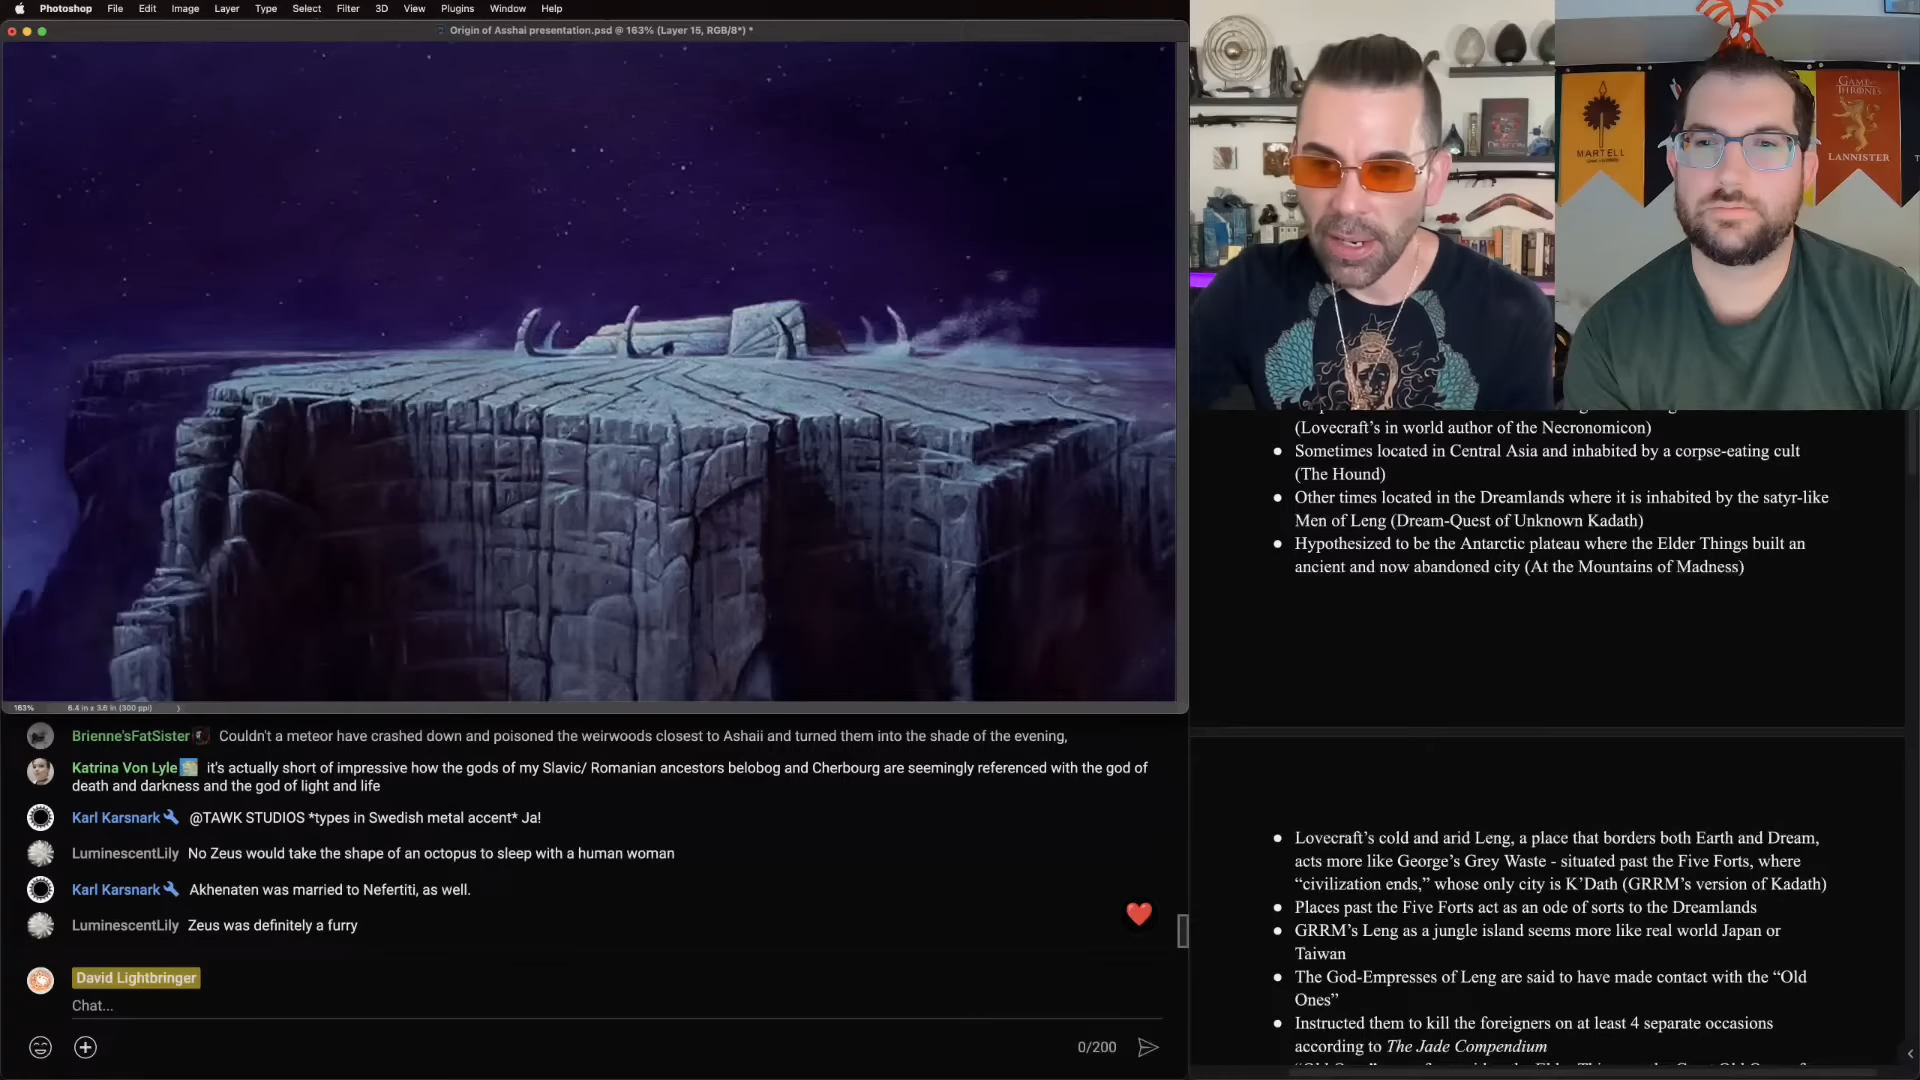 Photoshop File Edit Image Layer Type Select Filter 3D View Plugins Window Help
Origin of Asshai presentation.psd @ 163% (Layer 15, RGB/8*) *
MARTELL
GAME OF THRONES
LANNISTER
163% 6.4 in x 3.6 in (300 ppi)
Brienne'sFatSister Couldn't a meteor have crashed down and poisoned the weirwoods closest to Ashaii and turned them into the shade of the evening,
Katrina Von Lyle it's actually short of impressive how the gods of my Slavic/ Romanian ancestors belobog and Cherbourg are seemingly referenced with the god of
death and darkness and the god of light and life
Karl Karsnark @TAWK STUDIOS *types in Swedish metal accent* Ja!
LuminescentLily No Zeus would take the shape of an octopus to sleep with a human woman
Karl Karsnark Akhenaten was married to Nefertiti, as well.
LuminescentLily Zeus was definitely a furry
David Lightbringer
Chat...
0/200
(Lovecraft's in world author of the Necronomicon)
● Sometimes located in Central Asia and inhabited by a corpse-eating cult
(The Hound)
● Other times located in the Dreamlands where it is inhabited by the satyr-like
Men of Leng (Dream-Quest of Unknown Kadath)
● Hypothesized to be the Antarctic plateau where the Elder Things built an
ancient and now abandoned city (At the Mountains of Madness)
● Lovecraft's cold and arid Leng, a place that borders both Earth and Dream,
acts more like George's Grey Waste - situated past the Five Forts, where
“civilization ends,” whose only city is K’Dath (GRRM’s version of Kadath)
● Places past the Five Forts act as an ode of sorts to the Dreamlands
● GRRM’s Leng as a jungle island seems more like real world Japan or
Taiwan
● The God-Empresses of Leng are said to have made contact with the “Old
Ones”
● Instructed them to kill the foreigners on at least 4 separate occasions
according to The Jade Compendium